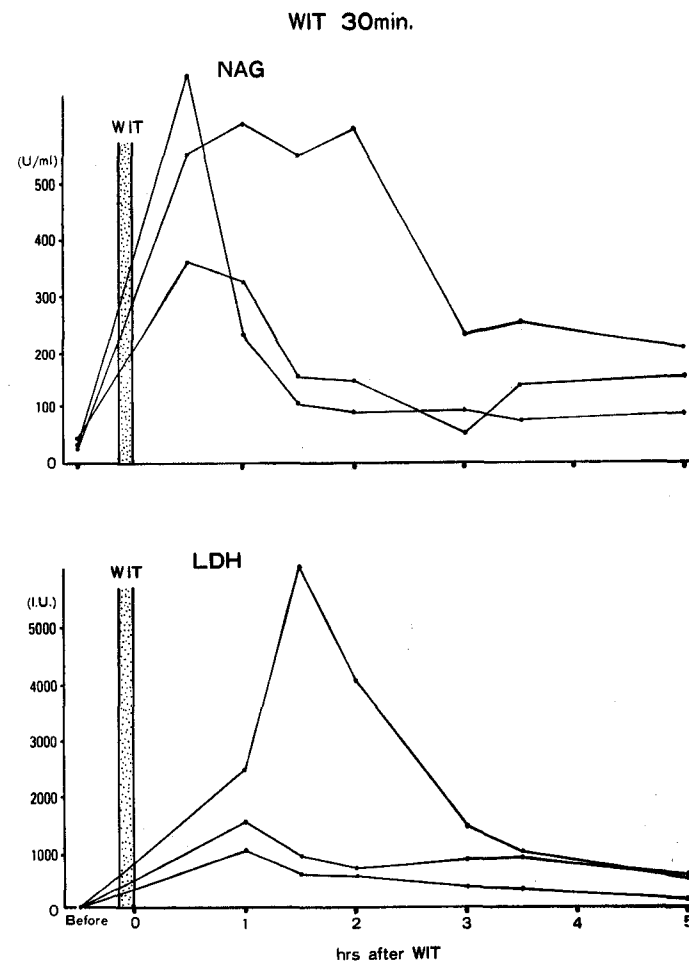 WIT 30min.
NAG
WIT
(U/ml)
500
400
300
200
100
0
LDH
WIT
(I.U.)
5000
4000
3000
2000
1000
0
Before 0 1 2 3 4 5
hrs after WIT